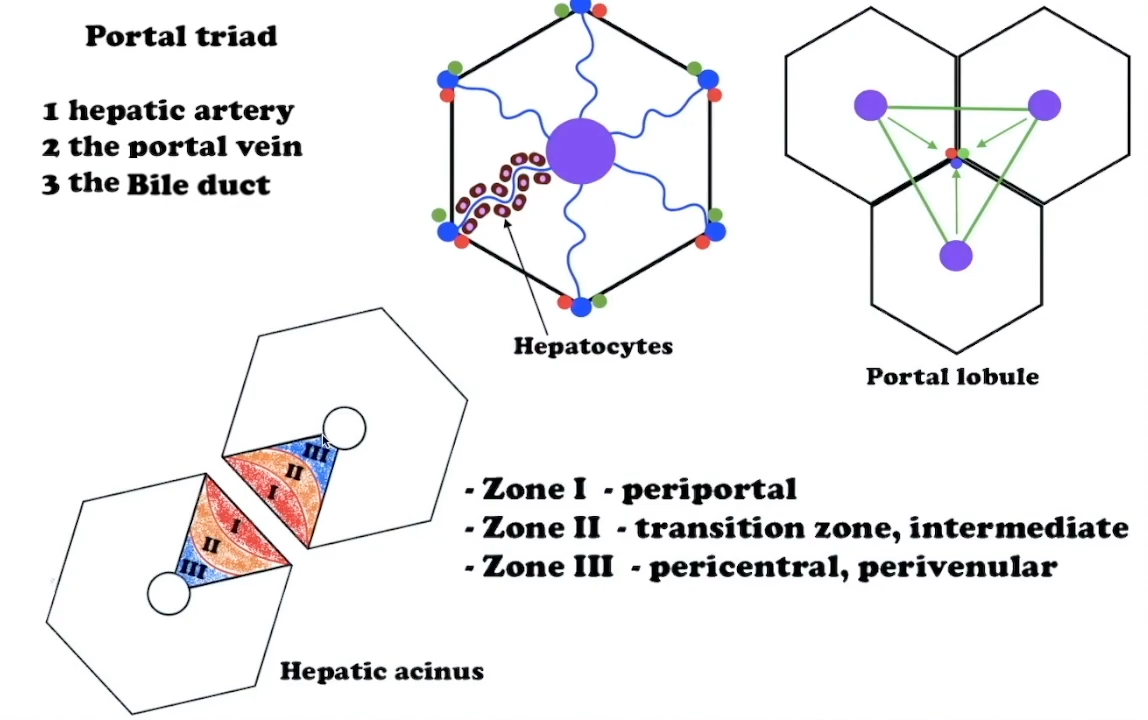 Portal triad
1 hepatic artery
2 the portal vein
3 the Bile duct
Hepatocytes
Portal lobule
III
II
I
I
II
III
- Zone I - periportal
- Zone II - transition zone, intermediate
- Zone III - pericentral, perivenular
Hepatic acinus